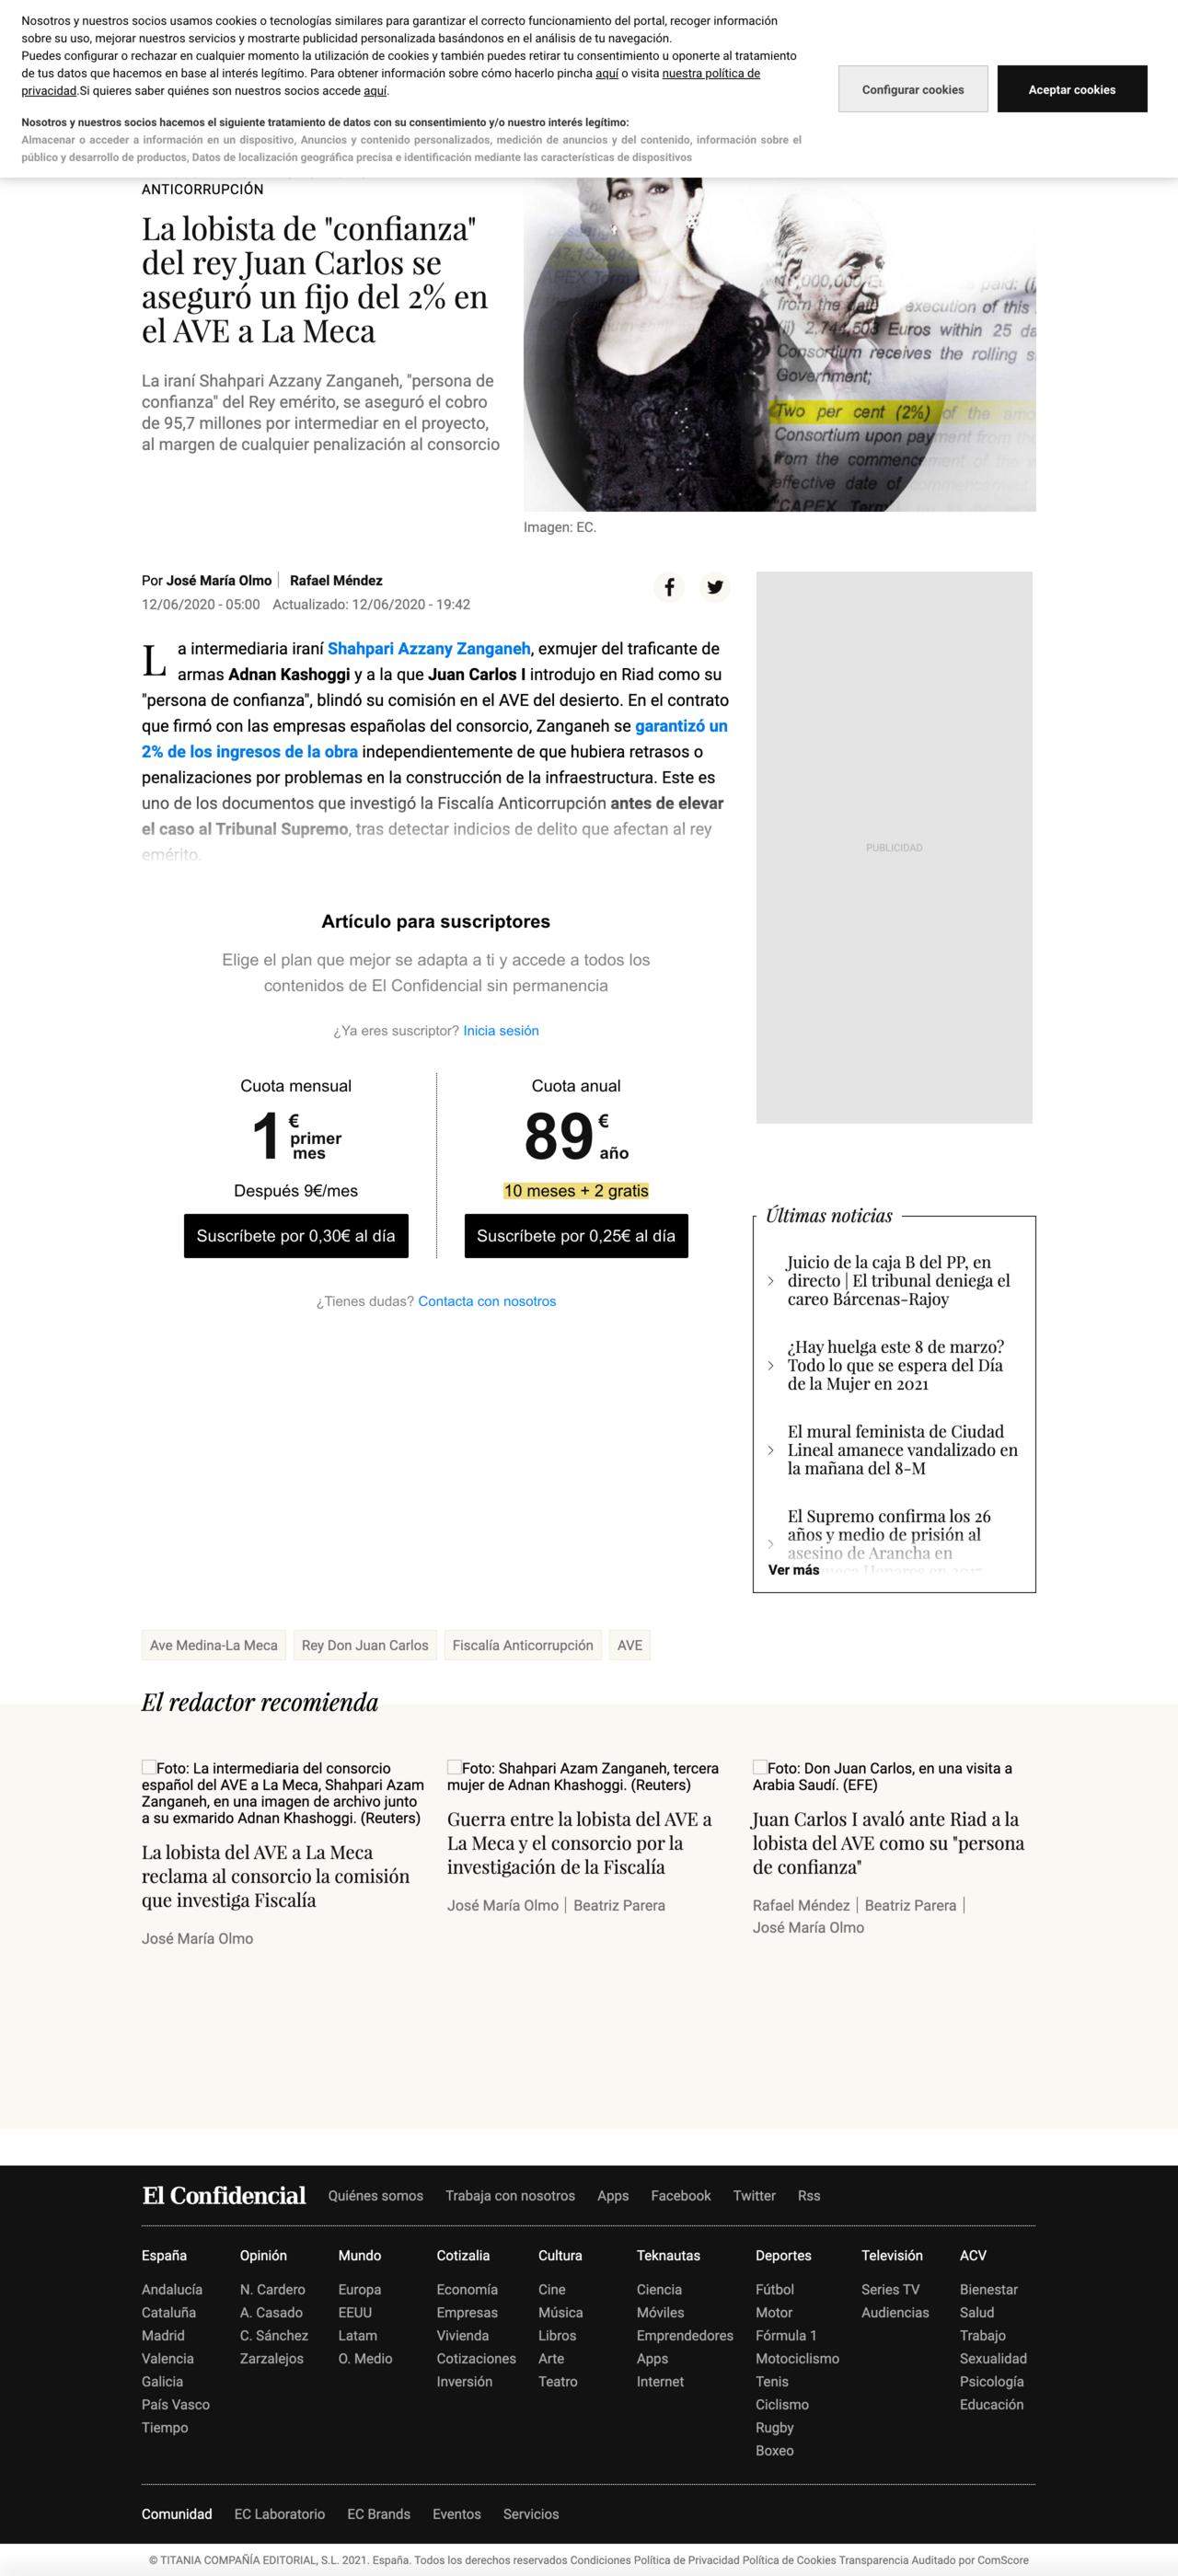 Nosotros y nuestros socios usamos cookies o tecnologías similares para garantizar el correcto funcionamiento del portal, recoger información
sobre su uso, mejorar nuestros servicios y mostrarte publicidad personalizada basándonos en el análisis de tu navegación.
Puedes configurar o rechazar en cualquier momento la utilización de cookies y también puedes retirar tu consentimiento u oponerte al tratamiento
de tus datos que hacemos en base al interés legítimo. Para obtener información sobre cómo hacerlo pincha aquí o visita nuestra política de
privacidad.Si quieres saber quiénes son nuestros socios accede aquí.
Configurar cookies
Aceptar cookies
Nosotros y nuestros socios hacemos el siguiente tratamiento de datos con su consentimiento y/o nuestro interés legítimo:
Almacenar o acceder a información en un dispositivo, Anuncios y contenido personalizados, medición de anuncios y del contenido, información sobre el
público y desarrollo de productos, Datos de localización geográfica precisa e identificación mediante las características de dispositivos
ANTICORRUPCIÓN
La lobista de "confianza"
del rey Juan Carlos se
aseguró un fijo del 2% en
el AVE a La Meca
La iraní Shahpari Azzany Zanganeh, "persona de
confianza" del Rey emérito, se aseguró el cobro
de 95,7 millones por intermediar en el proyecto,
al margen de cualquier penalización al consorcio
paid: (i)
from the date execution of this
(ii) 2,744,503 Euros within 25 da
Consortium receives the rolling s
Government;
Two per cent (2%) of the amo
Consortium upon payment from the
from the commencement of the
effective date of commencement
"CAPEX Term
Imagen: EC.
Por José María Olmo | Rafael Méndez
12/06/2020 - 05:00 Actualizado: 12/06/2020 - 19:42
La intermediaria iraní Shahpari Azzany Zanganeh, exmujer del traficante de
armas Adnan Kashoggi y a la que Juan Carlos I introdujo en Riad como su
"persona de confianza", blindó su comisión en el AVE del desierto. En el contrato
que firmó con las empresas españolas del consorcio, Zanganeh se garantizó un
2% de los ingresos de la obra independientemente de que hubiera retrasos o
penalizaciones por problemas en la construcción de la infraestructura. Este es
uno de los documentos que investigó la Fiscalía Anticorrupción antes de elevar
el caso al Tribunal Supremo, tras detectar indicios de delito que afectan al rey
emérito.
PUBLICIDAD
Artículo para suscriptores
Elige el plan que mejor se adapta a ti y accede a todos los
contenidos de El Confidencial sin permanencia
¿Ya eres suscriptor? Inicia sesión
Cuota mensual
1 € primer mes
Después 9€/mes
Suscríbete por 0,30€ al día
Cuota anual
89 € año
10 meses + 2 gratis
Suscríbete por 0,25€ al día
¿Tienes dudas? Contacta con nosotros
Últimas noticias
Juicio de la caja B del PP, en
directo | El tribunal deniega el
careo Bárcenas-Rajoy
¿Hay huelga este 8 de marzo?
Todo lo que se espera del Día
de la Mujer en 2021
El mural feminista de Ciudad
Lineal amanece vandalizado en
la mañana del 8-M
El Supremo confirma los 26
años y medio de prisión al
asesino de Arancha en
Henares en 2017
Ver más
Ave Medina-La Meca
Rey Don Juan Carlos
Fiscalía Anticorrupción
AVE
El redactor recomienda
Foto: La intermediaria del consorcio
español del AVE a La Meca, Shahpari Azam
Zanganeh, en una imagen de archivo junto
a su exmarido Adnan Khashoggi. (Reuters)
La lobista del AVE a La Meca
reclama al consorcio la comisión
que investiga Fiscalía
José María Olmo
Foto: Shahpari Azam Zanganeh, tercera
mujer de Adnan Khashoggi. (Reuters)
Guerra entre la lobista del AVE a
La Meca y el consorcio por la
investigación de la Fiscalía
José María Olmo | Beatriz Parera
Foto: Don Juan Carlos, en una visita a
Arabia Saudí. (EFE)
Juan Carlos I avaló ante Riad a la
lobista del AVE como su "persona
de confianza"
Rafael Méndez | Beatriz Parera |
José María Olmo
El Confidencial Quiénes somos Trabaja con nosotros Apps Facebook Twitter Rss
España
Andalucía
Cataluña
Madrid
Valencia
Galicia
País Vasco
Tiempo
Opinión
N. Cardero
A. Casado
C. Sánchez
Zarzalejos
Mundo
Europa
EEUU
Latam
O. Medio
Cotizalia
Economía
Empresas
Vivienda
Cotizaciones
Inversión
Cultura
Cine
Música
Libros
Arte
Teatro
Teknautas
Ciencia
Móviles
Emprendedores
Apps
Internet
Deportes
Fútbol
Motor
Fórmula 1
Motociclismo
Tenis
Ciclismo
Rugby
Boxeo
Televisión
Series TV
Audiencias
ACV
Bienestar
Salud
Trabajo
Sexualidad
Psicología
Educación
Comunidad EC Laboratorio EC Brands Eventos Servicios
© TITANIA COMPAÑÍA EDITORIAL, S.L. 2021. España. Todos los derechos reservados Condiciones Política de Privacidad Política de Cookies Transparencia Auditado por ComScore